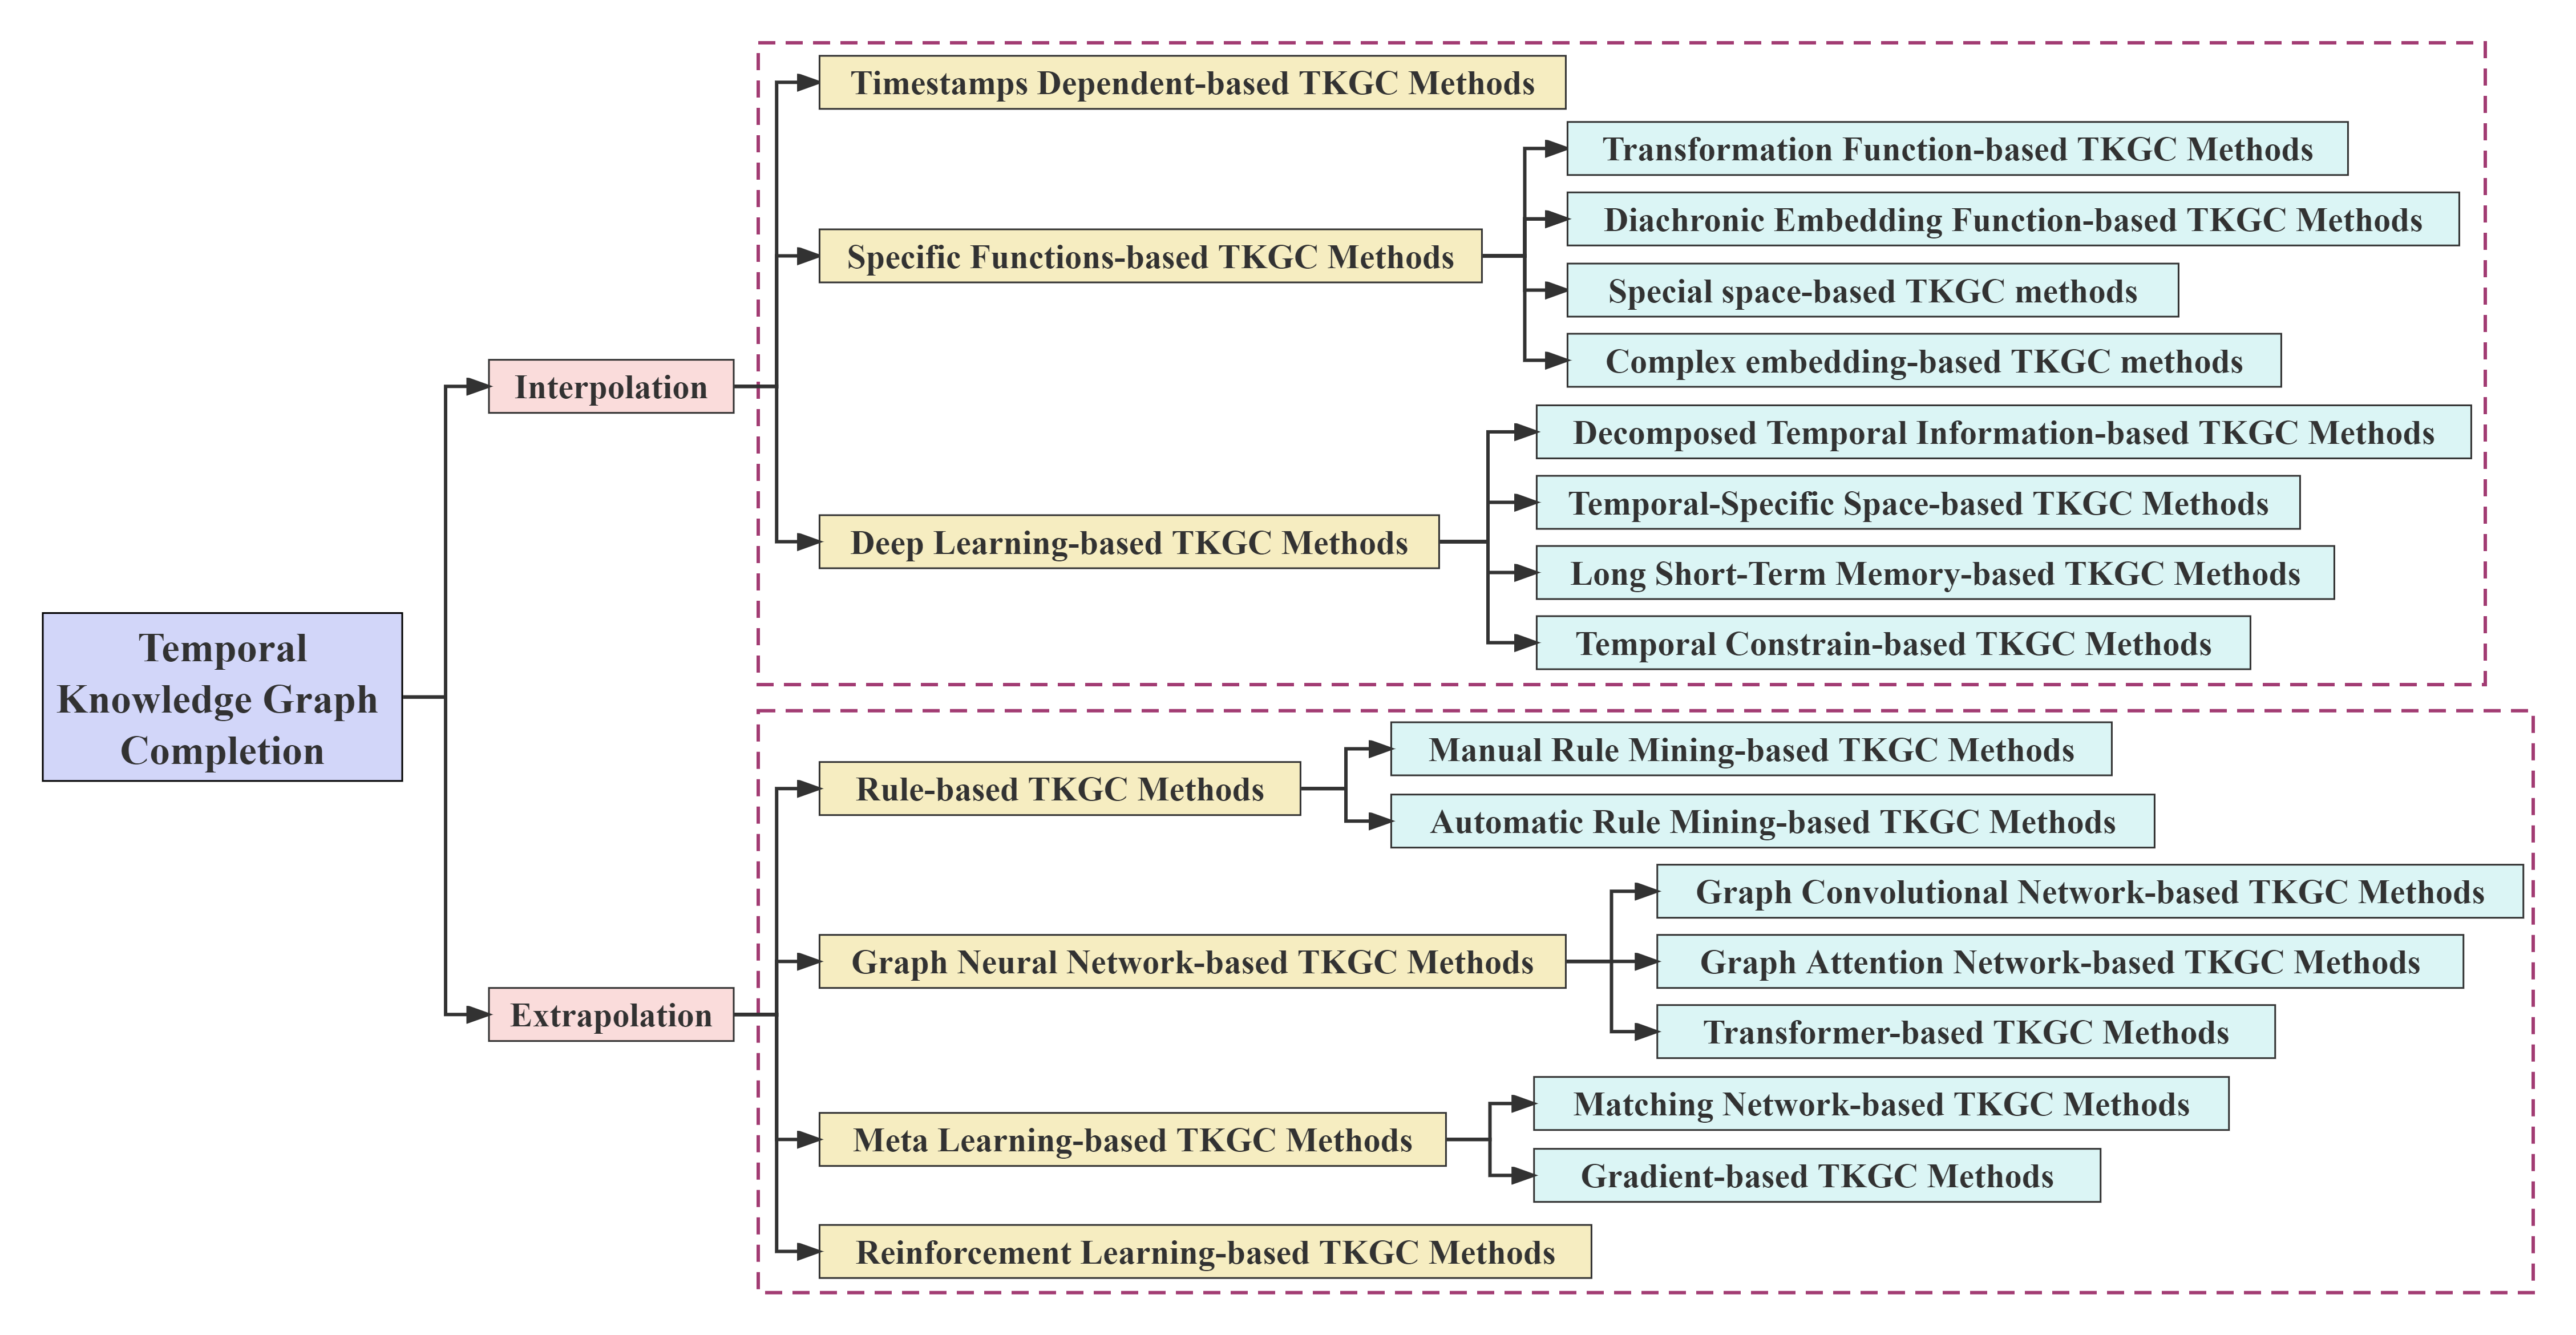 Temporal
Knowledge Graph
Completion
Interpolation
Timestamps Dependent-based TKGC Methods
Specific Functions-based TKGC Methods
Transformation Function-based TKGC Methods
Diachronic Embedding Function-based TKGC Methods
Special space-based TKGC methods
Complex embedding-based TKGC methods
Deep Learning-based TKGC Methods
Decomposed Temporal Information-based TKGC Methods
Temporal-Specific Space-based TKGC Methods
Long Short-Term Memory-based TKGC Methods
Temporal Constrain-based TKGC Methods
Extrapolation
Rule-based TKGC Methods
Manual Rule Mining-based TKGC Methods
Automatic Rule Mining-based TKGC Methods
Graph Neural Network-based TKGC Methods
Graph Convolutional Network-based TKGC Methods
Graph Attention Network-based TKGC Methods
Transformer-based TKGC Methods
Meta Learning-based TKGC Methods
Matching Network-based TKGC Methods
Gradient-based TKGC Methods
Reinforcement Learning-based TKGC Methods